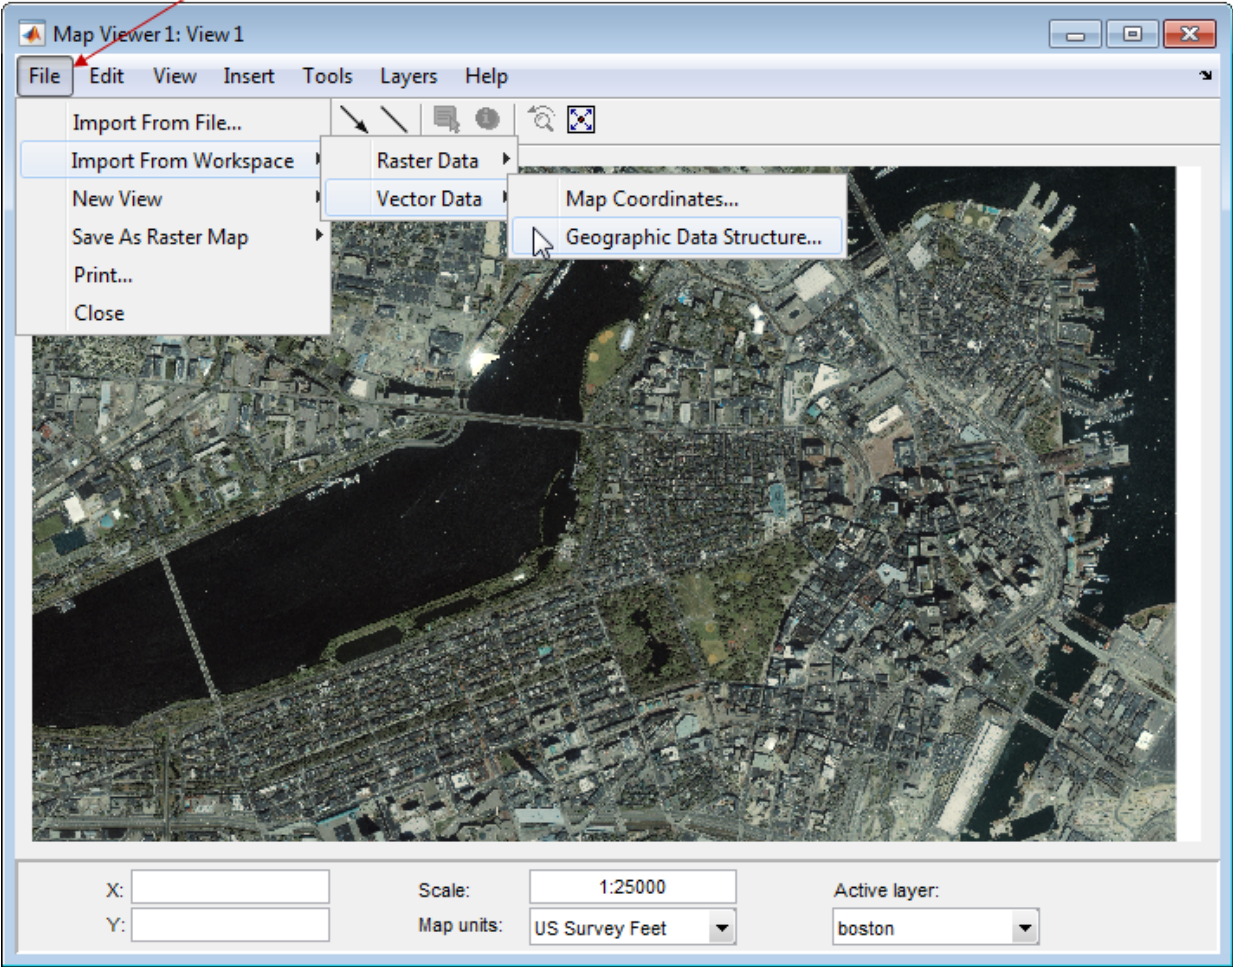 Map Viewer 1: View 1
File Edit View Insert Tools Layers Help
Import From File...
Import From Workspace
New View
Save As Raster Map
Print...
Close
Raster Data
Vector Data
Map Coordinates...
Geographic Data Structure...
X:
Y:
Scale: 1:25000
Map units: US Survey Feet
Active layer:
boston